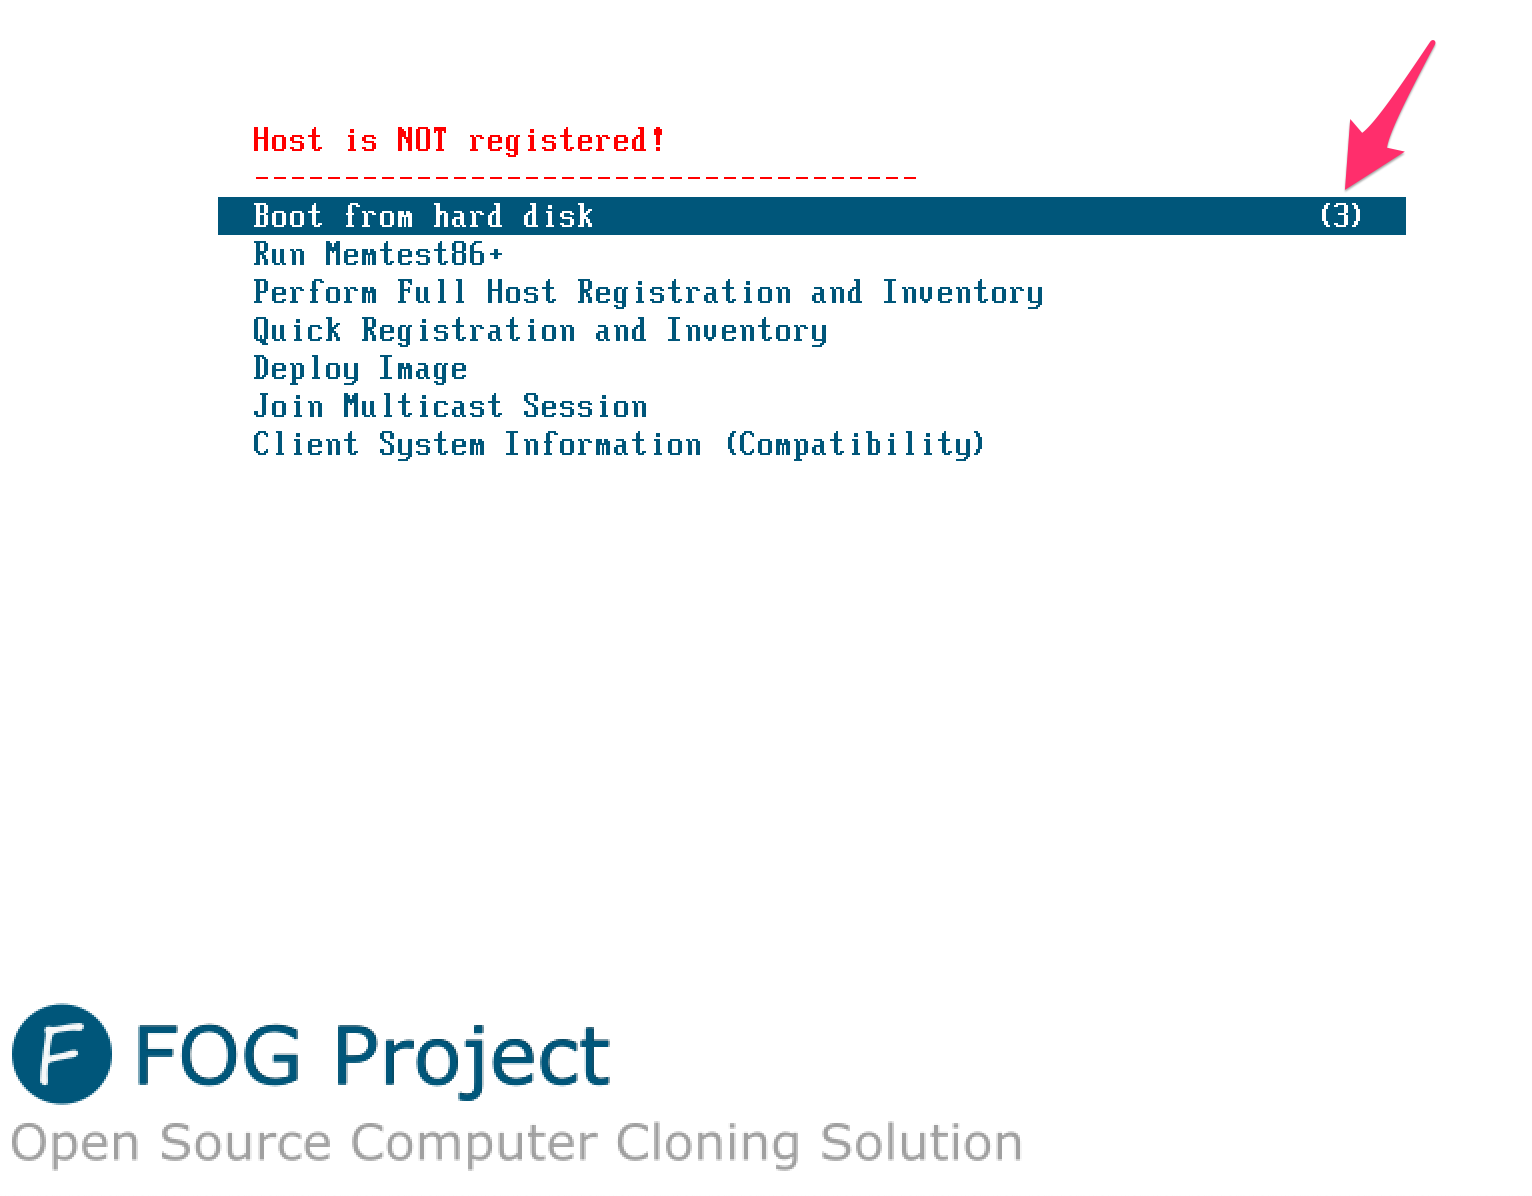 Host is NOT registered!
-------------------------------------
Boot from hard disk (3)
Run Memtest86+
Perform Full Host Registration and Inventory
Quick Registration and Inventory
Deploy Image
Join Multicast Session
Client System Information (Compatibility)
F FOG Project
Open Source Computer Cloning Solution